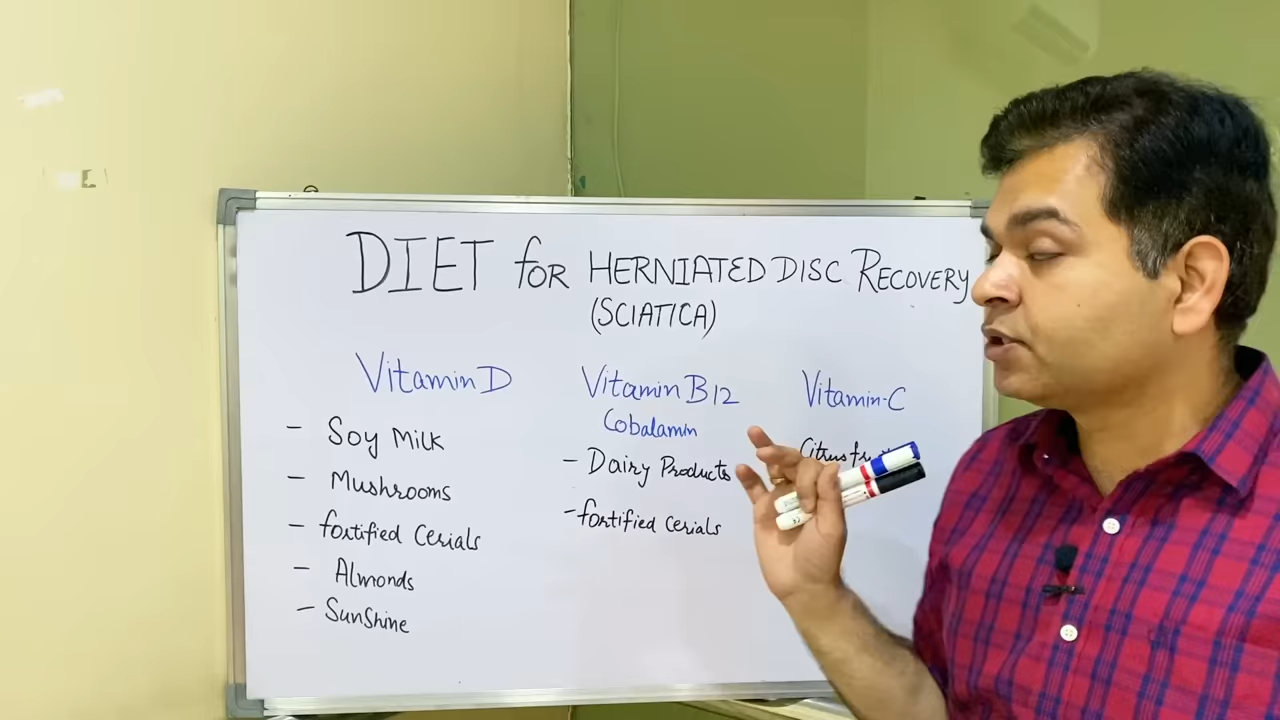 DIET for HERNIATED DISC RECOVERY
(SCIATICA)
Vitamin D
- Soy Milk
- Mushrooms
- fortified Cerials
- Almonds
- Sunshine
Vitamin B12
Cobalamin
- Dairy Products
- fortified Cerials
Vitamin-C
Citrus